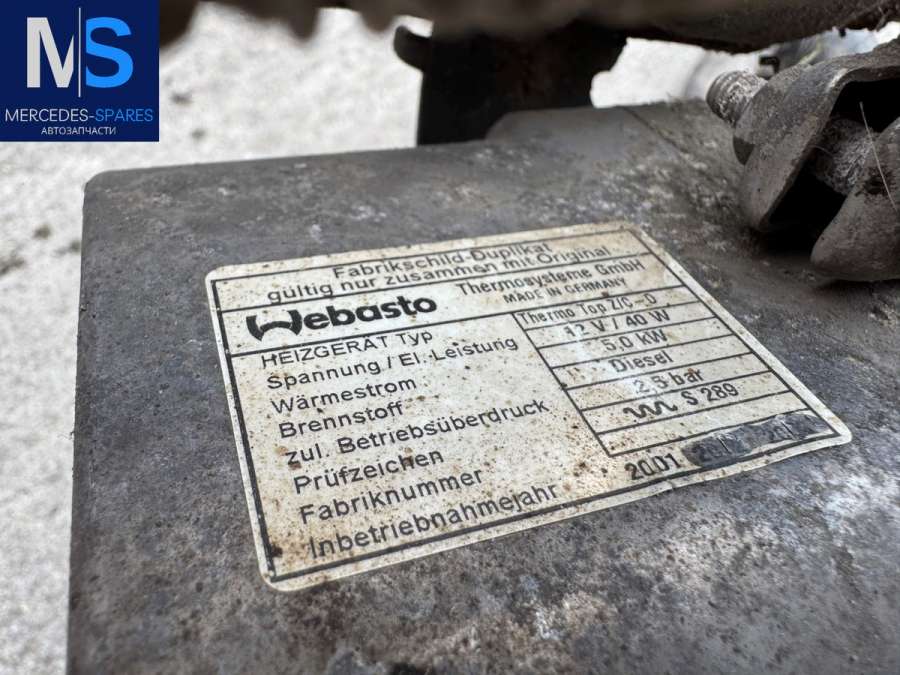 MS
MERCEDES-SPARES
АВТОЗАПЧАСТИ
Fabrikschild-Duplikat
gültig nur zusammen mit Original
Webasto Thermosysteme GmbH
MADE IN GERMANY
HEIZGERÄT Typ Thermo Top Z/C-D
Spannung / El.-Leistung 12 V / 40 W
Wärmestrom 5.0 kW
Brennstoff Diesel
zul. Betriebsüberdruck 2.5 bar
Prüfzeichen S 289
Fabriknummer
Inbetriebnahmejahr 2001